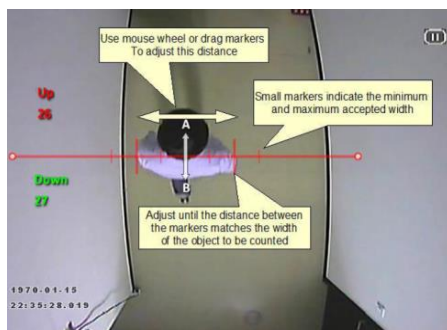 Use mouse wheel or drag markers
To adjust this distance
Up
26
Small markers indicate the minimum
and maximum accepted width
A
B
Down
27
Adjust until the distance between
the markers matches the width
of the object to be counted
1970-01-15
22:35:28.019